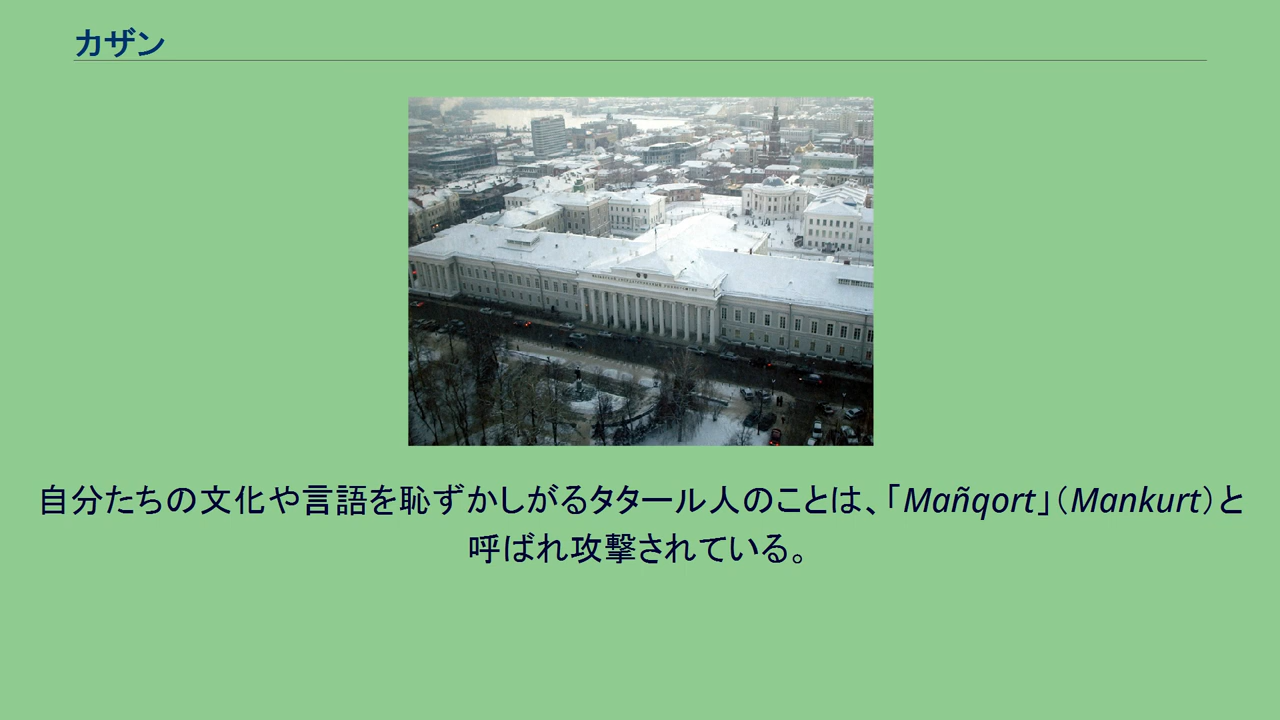 カザン
自分たちの文化や言語を恥ずかしがるタタール人のことは、「Mañqort」（Mankurt）と
呼ばれ攻撃されている。